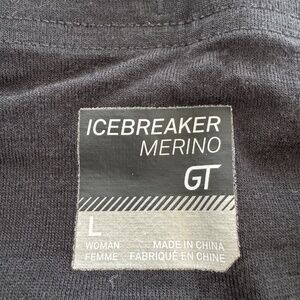 ICEBREAKER
MERINO
GT
L
WOMAN MADE IN CHINA
FEMME FABRIQUÉ EN CHINE